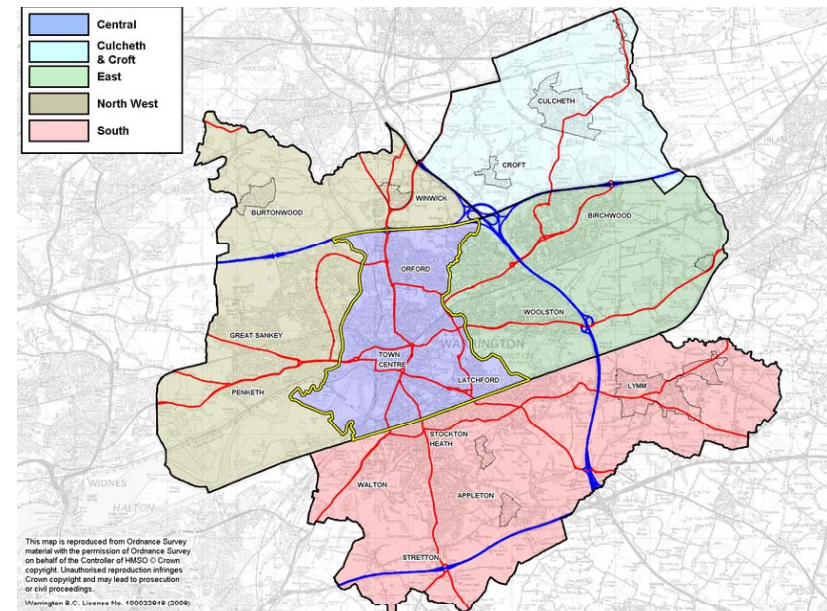 Central
Culcheth
& Croft
East
North West
South
CULCHETH
CROFT
WINWICK
BURTONWOOD
BIRCHWOOD
ORFORD
WOOLSTON
GREAT SANKEY
WARRINGTON
TOWN
CENTRE
PENKETH
LATCHFORD
LYMM
STOCKTON
HEATH
WIDNES
WALTON
HALTON
APPLETON
STRETTON
This map is reproduced from Ordnance Survey
material with the permission of Ordnance Survey
on behalf of the Controller of HMSO © Crown
copyright. Unauthorised reproduction infringes
Crown copyright and may lead to prosecution
or civil proceedings.
Warrington B.C. Licence No. (2009)